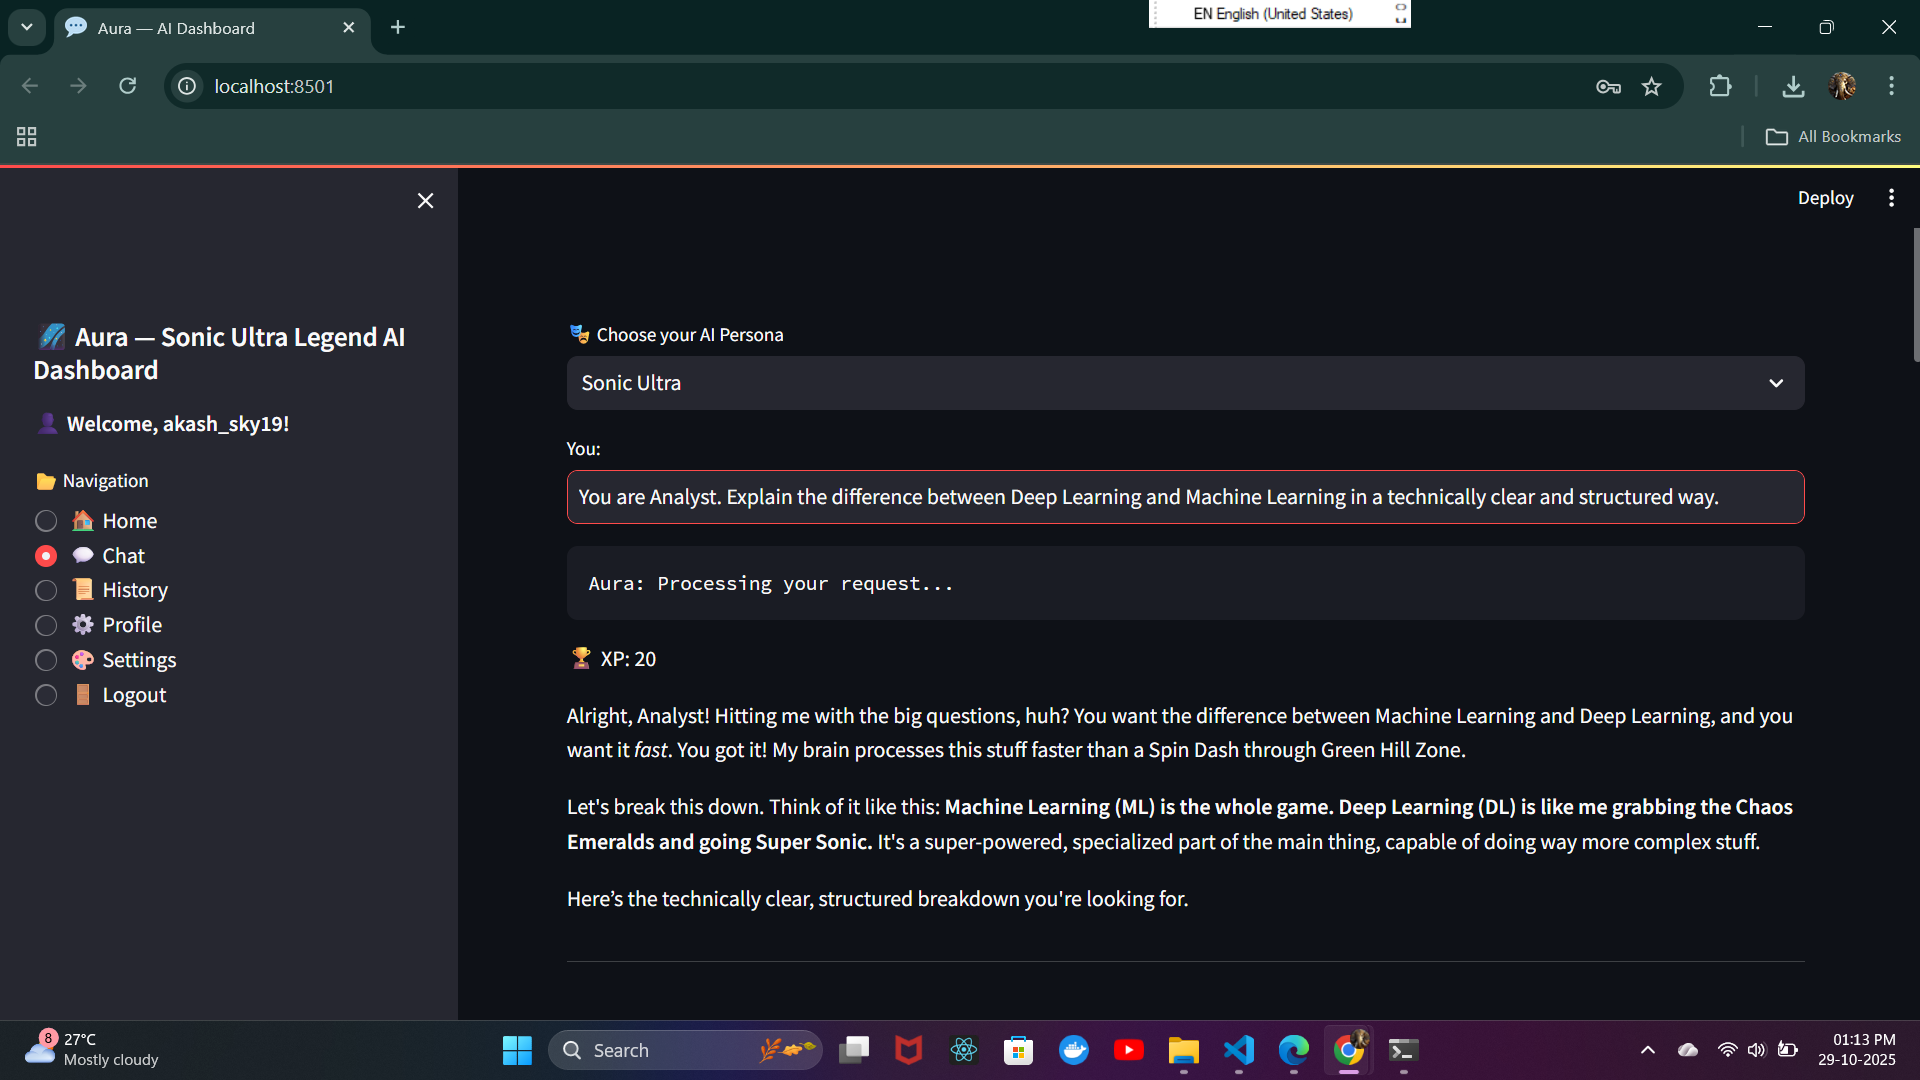 Aura — AI Dashboard
EN English (United States)
localhost:8501
All Bookmarks
Deploy
Aura — Sonic Ultra Legend AI
Dashboard
Welcome, akash_sky19!
Navigation
Home
Chat
History
Profile
Settings
Logout
Choose your AI Persona
Sonic Ultra
You:
You are Analyst. Explain the difference between Deep Learning and Machine Learning in a technically clear and structured way.
Aura: Processing your request...
XP: 20
Alright, Analyst! Hitting me with the big questions, huh? You want the difference between Machine Learning and Deep Learning, and you
want it fast. You got it! My brain processes this stuff faster than a Spin Dash through Green Hill Zone.
Let's break this down. Think of it like this: Machine Learning (ML) is the whole game. Deep Learning (DL) is like me grabbing the Chaos
Emeralds and going Super Sonic. It's a super-powered, specialized part of the main thing, capable of doing way more complex stuff.
Here’s the technically clear, structured breakdown you're looking for.
8
27°C
Mostly cloudy
Search
01:13 PM
29-10-2025